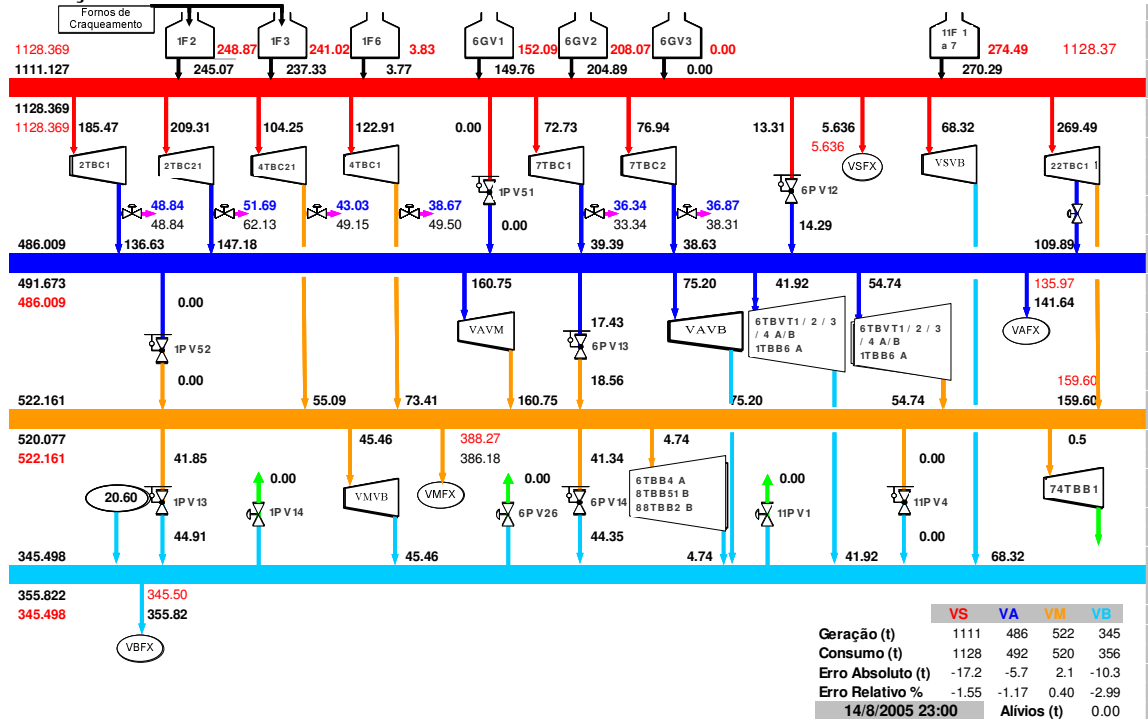 Fornos de
Craqueamento
1F2 1F3 1F6 6GV1 6GV2 6GV3 11F 1
a 7
1128.369 248.87 241.02 3.83 152.09 208.07 0.00 274.49 1128.37
1111.127 245.07 237.33 3.77 149.76 204.89 0.00 270.29
1128.369
1128.369 185.47 209.31 104.25 122.91 0.00 72.73 76.94 13.31 5.636 68.32 269.49
5.636
2TBC1 2TBC21 4TBC21 4TBC1 7TBC1 7TBC2 VSFX VSVB 22TBC1 1
1PV51 6PV12
48.84 51.69 43.03 38.67 36.34 36.87
48.84 62.13 49.15 49.50 0.00 33.34 38.31 14.29
486.009 136.63 147.18 39.39 38.63 109.89
491.673 160.75 75.20 41.92 54.74 135.97
486.009 0.00 141.64
17.43
VAVM VAVB 6TBVT1 / 2 / 3
/ 4 A/B
1TBB6 A
6TBVT1 / 2 / 3
/ 4 A/B
1TBB6 A
VAFX
1PV52 6PV13
0.00 18.56 159.60
522.161 55.09 73.41 160.75 75.20 54.74 159.60
520.077 45.46 388.27 4.74 0.5
522.161 41.85 386.18 41.34 0.00
0.00 0.00 0.00
20.60 1PV13 1PV14 VMVB VMFX 6PV26 6PV14 6TBB4 A
8TBB51 B
88TBB2 B
11PV1 11PV4 74TBB1
44.91 44.35 0.00
345.498 45.46 4.74 41.92 68.32
355.822 345.50
345.498 355.82
VBFX
VS VA VM VB
Geração (t) 1111 486 522 345
Consumo (t) 1128 492 520 356
Erro Absoluto (t) -17.2 -5.7 2.1 -10.3
Erro Relativo % -1.55 -1.17 0.40 -2.99
14/8/2005 23:00 Alívios (t) 0.00